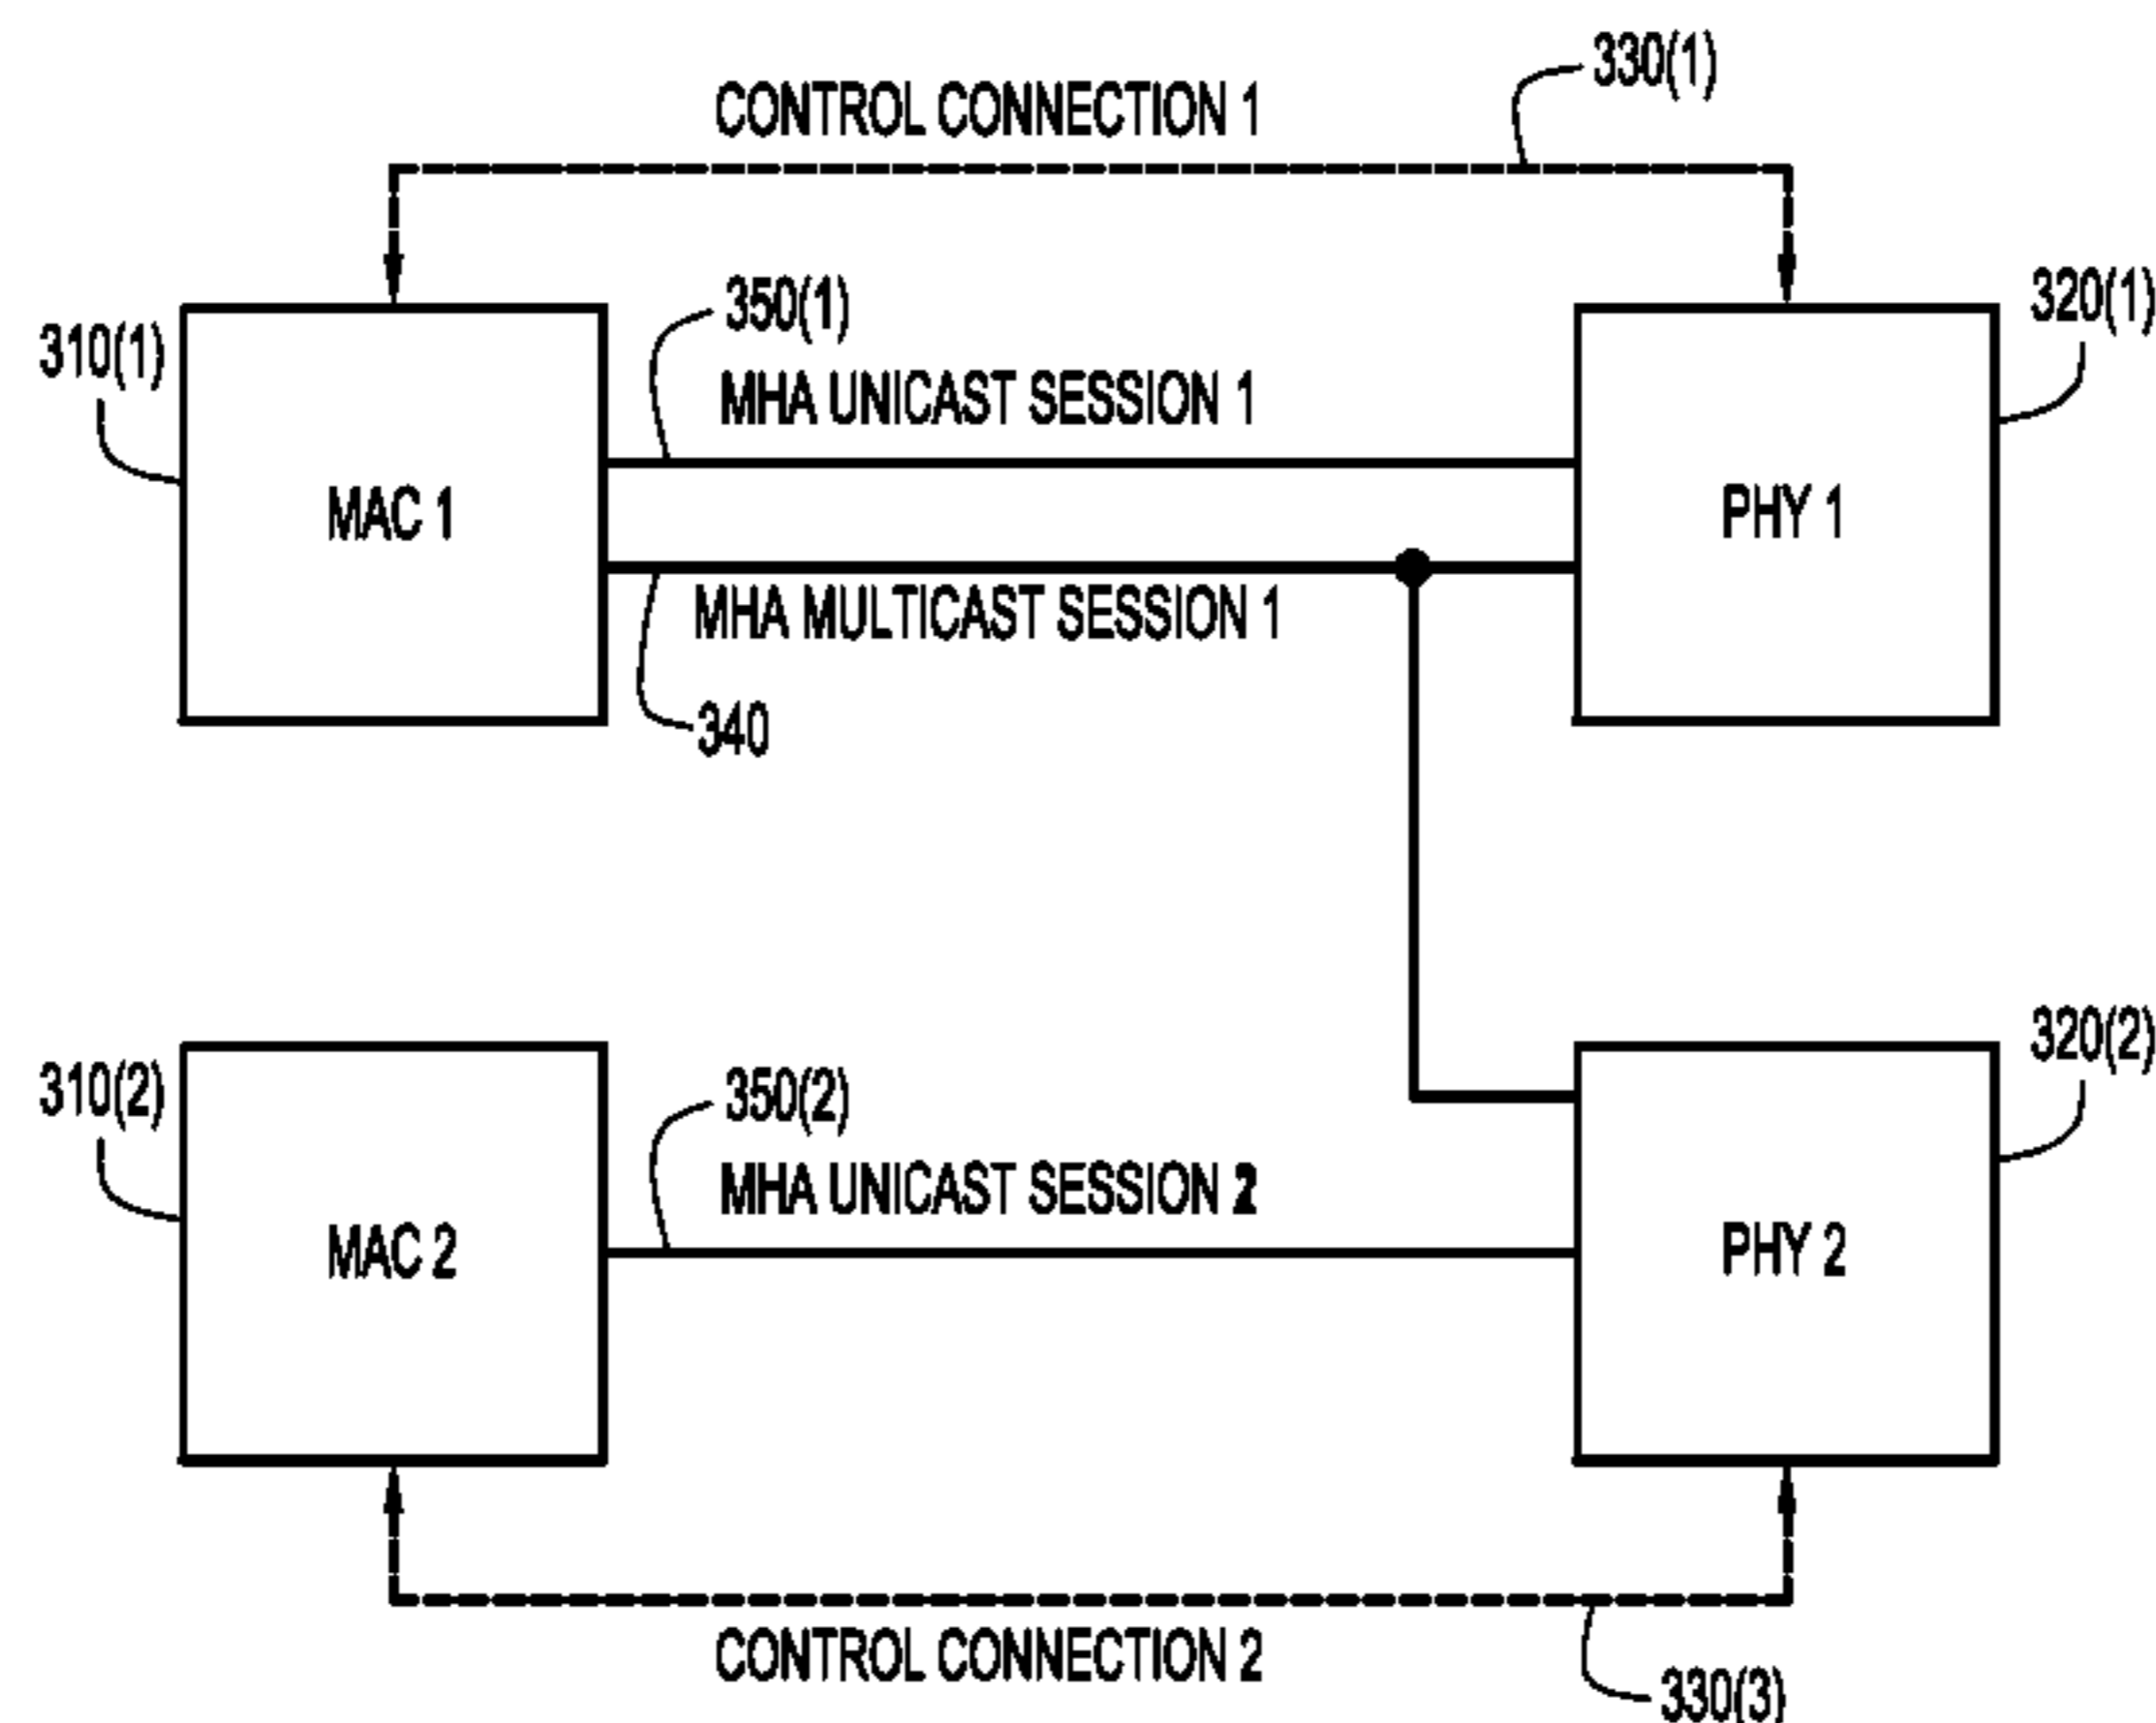 330(1)
CONTROL CONNECTION 1
350(1)
320(1)
310(1)
MHA UNICAST SESSION 1
MAC 1
PHY 1
MHA MULTICAST SESSION 1
340
320(2)
310(2)
350(2)
MHA UNICAST SESSION 2
MAC 2
PHY 2
CONTROL CONNECTION 2
330(3)